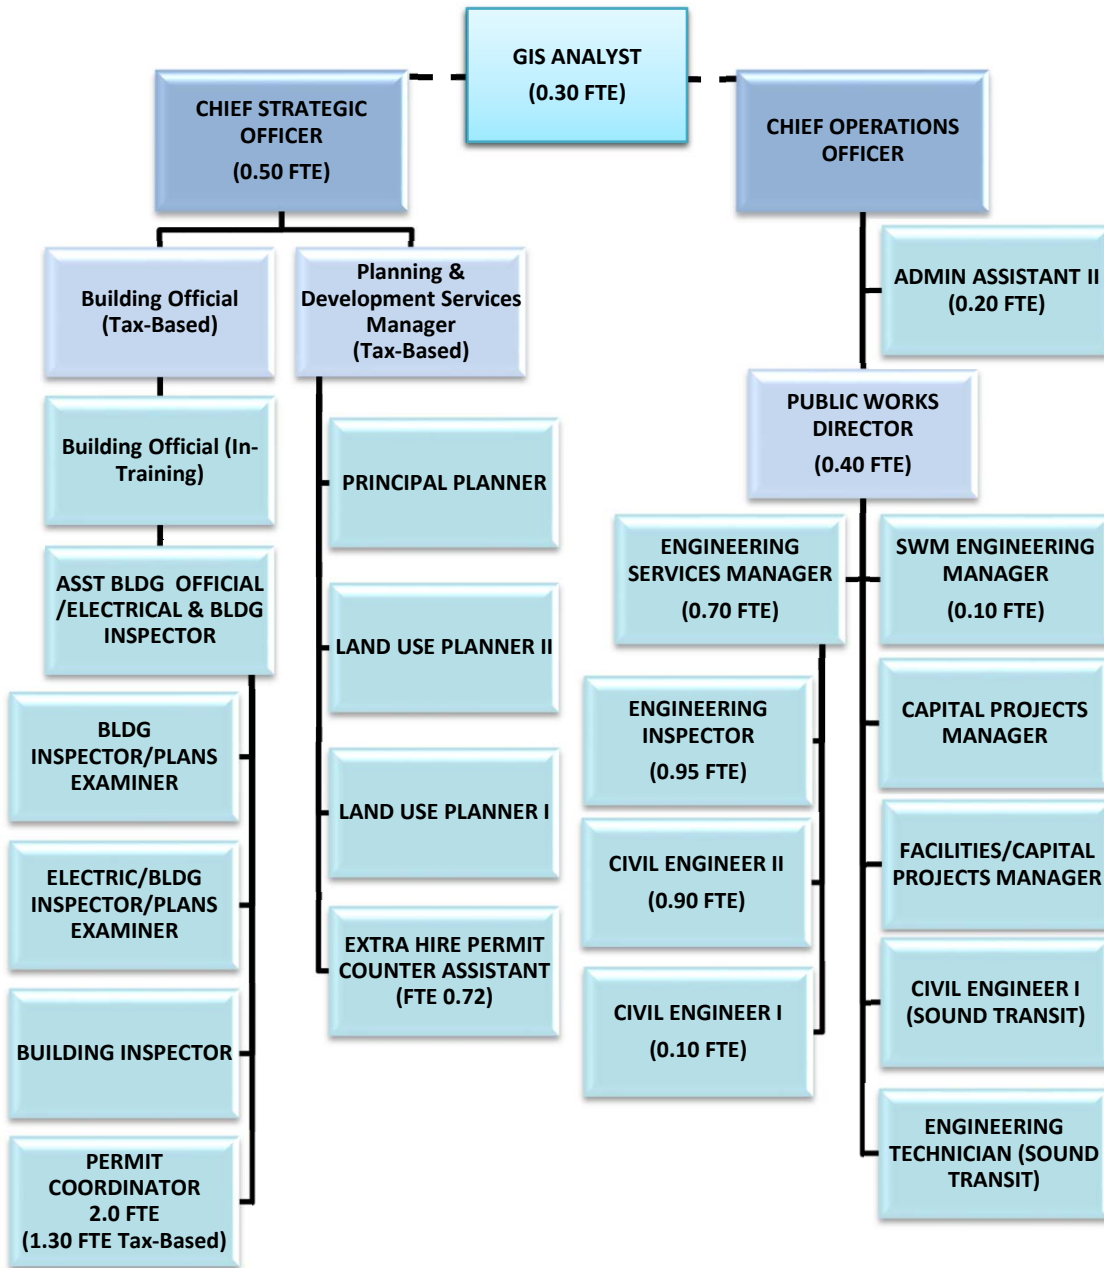 GIS ANALYST
(0.30 FTE)
CHIEF STRATEGIC
OFFICER
(0.50 FTE)
CHIEF OPERATIONS
OFFICER
Building Official
(Tax-Based)
Planning &
Development Services
Manager
(Tax-Based)
ADMIN ASSISTANT II
(0.20 FTE)
Building Official (In-
Training)
PUBLIC WORKS
DIRECTOR
(0.40 FTE)
PRINCIPAL PLANNER
ASST BLDG  OFFICIAL
/ELECTRICAL & BLDG
INSPECTOR
ENGINEERING
SERVICES MANAGER
(0.70 FTE)
SWM ENGINEERING
MANAGER
(0.10 FTE)
LAND USE PLANNER II
BLDG
INSPECTOR/PLANS
EXAMINER
ENGINEERING
INSPECTOR
(0.95 FTE)
CAPITAL PROJECTS
MANAGER
LAND USE PLANNER I
ELECTRIC/BLDG
INSPECTOR/PLANS
EXAMINER
CIVIL ENGINEER II
(0.90 FTE)
FACILITIES/CAPITAL
PROJECTS MANAGER
EXTRA HIRE PERMIT
COUNTER ASSISTANT
(FTE 0.72)
BUILDING INSPECTOR
CIVIL ENGINEER I
(0.10 FTE)
CIVIL ENGINEER I
(SOUND TRANSIT)
PERMIT
COORDINATOR
2.0 FTE
(1.30 FTE Tax-Based)
ENGINEERING
TECHNICIAN (SOUND
TRANSIT)